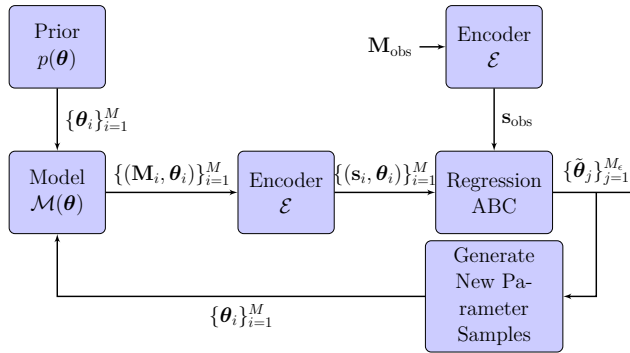 Prior
p(θ)
M_obs
Encoder
ℰ
{θ_i}_{i=1}^M
s_obs
Model
ℳ(θ)
{(M_i, θ_i)}_{i=1}^M
Encoder
ℰ
{(s_i, θ_i)}_{i=1}^M
Regression
ABC
{θ̃_j}_{j=1}^{M_ϵ}
Generate
New Pa-
rameter
Samples
{θ_i}_{i=1}^M